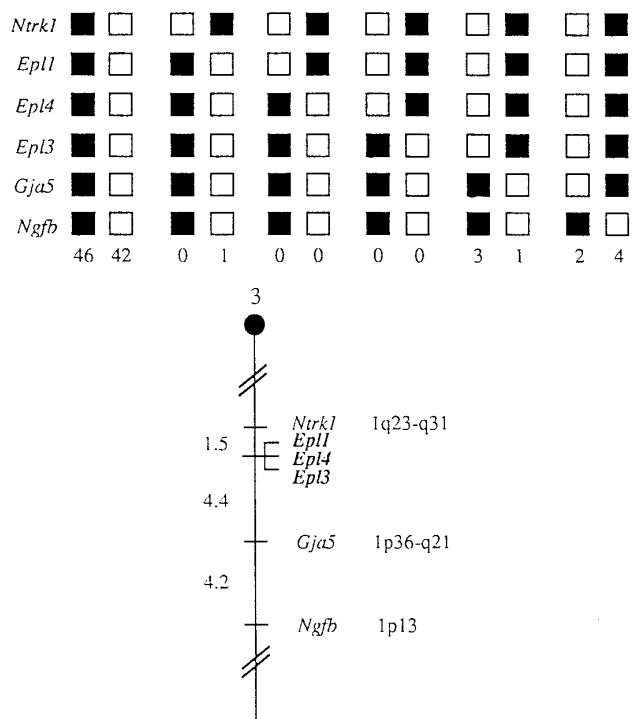 Ntrk1
Epl1
Epl4
Epl3
Gja5
Ngfb
46 42 0 1 0 0 0 0 3 1 2 4
3
Ntrk1 1q23-q31
1.5
Epl1
Epl4
Epl3
4.4
Gja5 1p36-q21
4.2
Ngfb 1p13